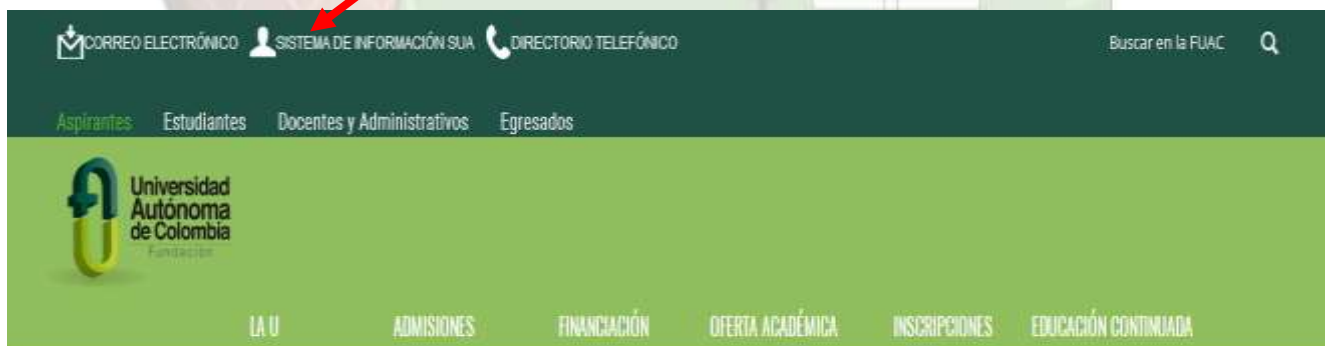 CORREO ELECTRÓNICO SISTEMA DE INFORMACIÓN SUA DIRECTORIO TELEFÓNICO Buscar en la FUAC
Aspirantes Estudiantes Docentes y Administrativos Egresados
Universidad
Autónoma
de Colombia
Fundación
LA U ADMISIONES FINANCIACIÓN OFERTA ACADÉMICA INSCRIPCIONES EDUCACIÓN CONTINUADA